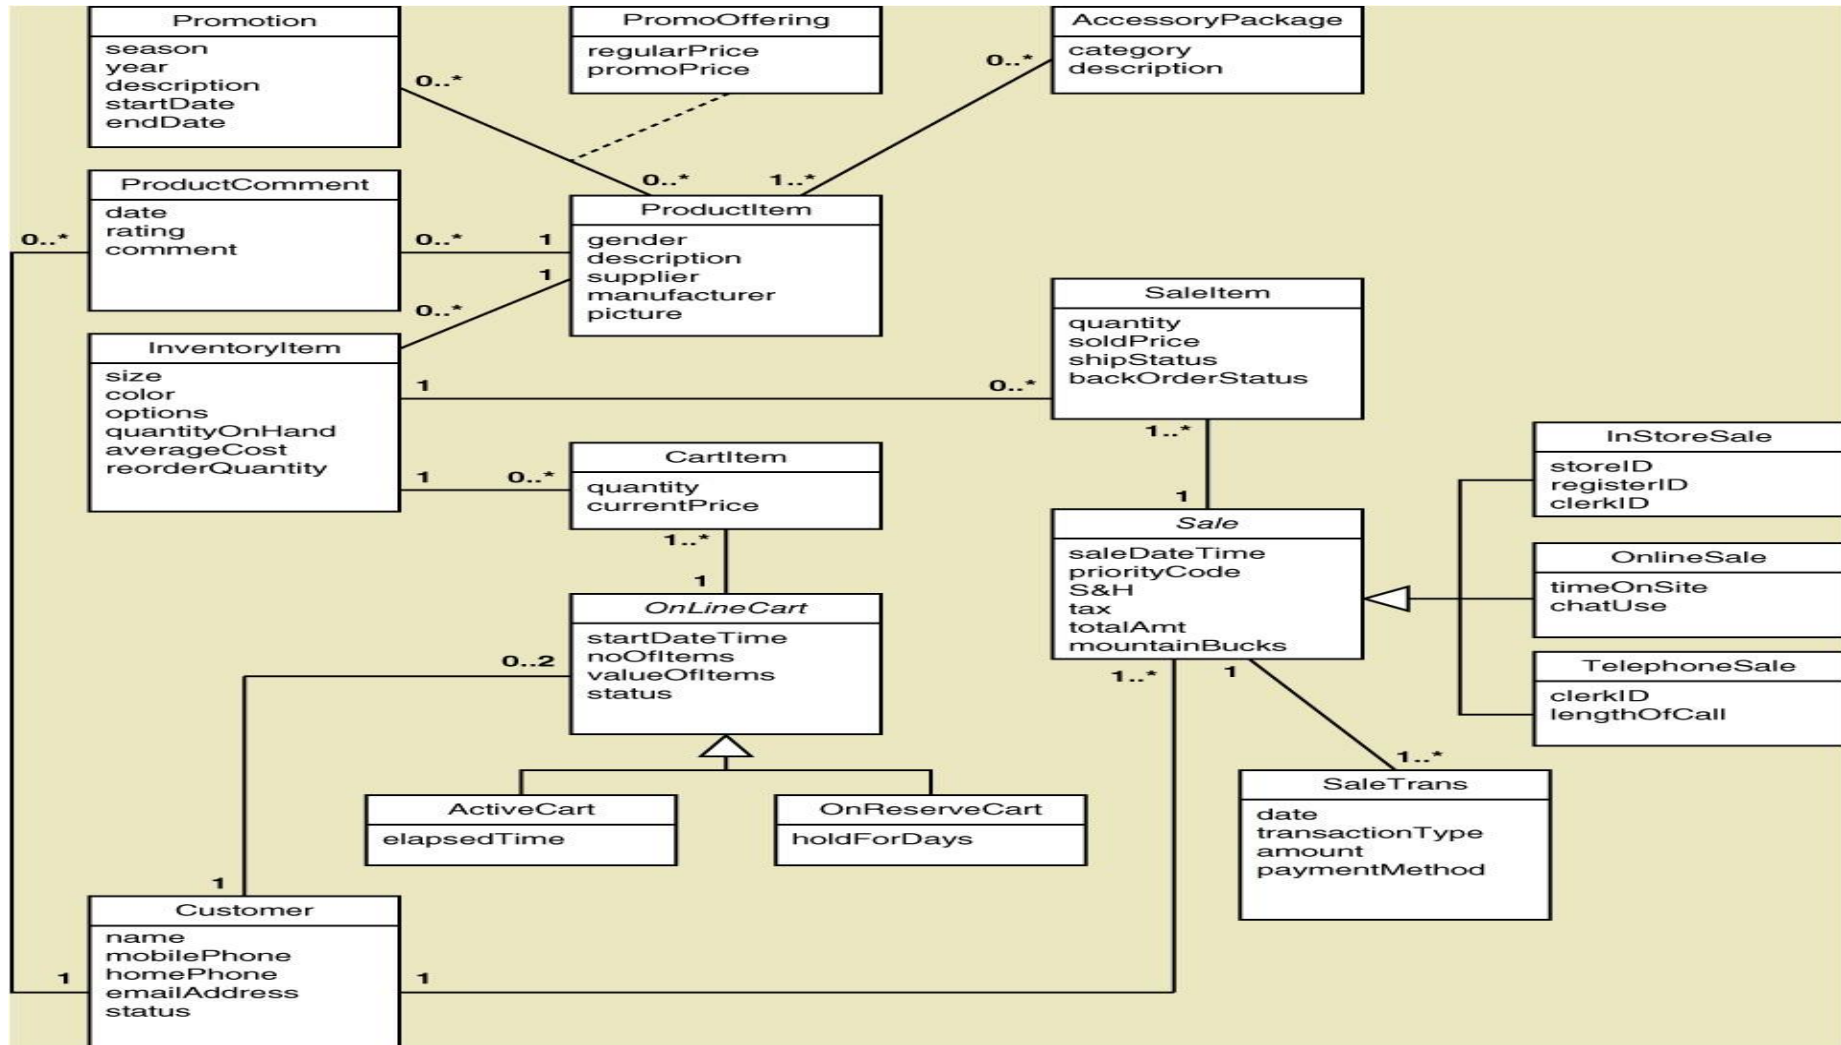 Promotion
season
year
description
startDate
endDate
PromoOffering
regularPrice
promoPrice
AccessoryPackage
category
description
0..*
0..*
0..*
1..*
ProductComment
date
rating
comment
0..*
0..*
1
ProductItem
gender
description
supplier
manufacturer
picture
1
0..*
InventoryItem
size
color
options
quantityOnHand
averageCost
reorderQuantity
1
0..*
SaleItem
quantity
soldPrice
shipStatus
backOrderStatus
1
0..*
CartItem
quantity
currentPrice
1..*
1
1..*
1
OnLineCart
startDateTime
noOfItems
valueOfItems
status
0..2
Sale
saleDateTime
priorityCode
S&H
tax
totalAmt
mountainBucks
InStoreSale
storeID
registerID
clerkID
OnlineSale
timeOnSite
chatUse
TelephoneSale
clerkID
lengthOfCall
1..*
1
1..*
ActiveCart
elapsedTime
OnReserveCart
holdForDays
SaleTrans
date
transactionType
amount
paymentMethod
1
Customer
name
mobilePhone
homePhone
emailAddress
status
1
1